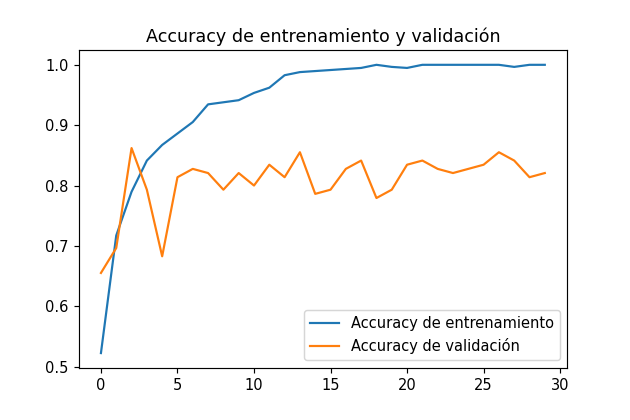 Accuracy de entrenamiento y validación
1.0
0.9
0.8
0.7
0.6
0.5
Accuracy de entrenamiento
Accuracy de validación
0 5 10 15 20 25 30